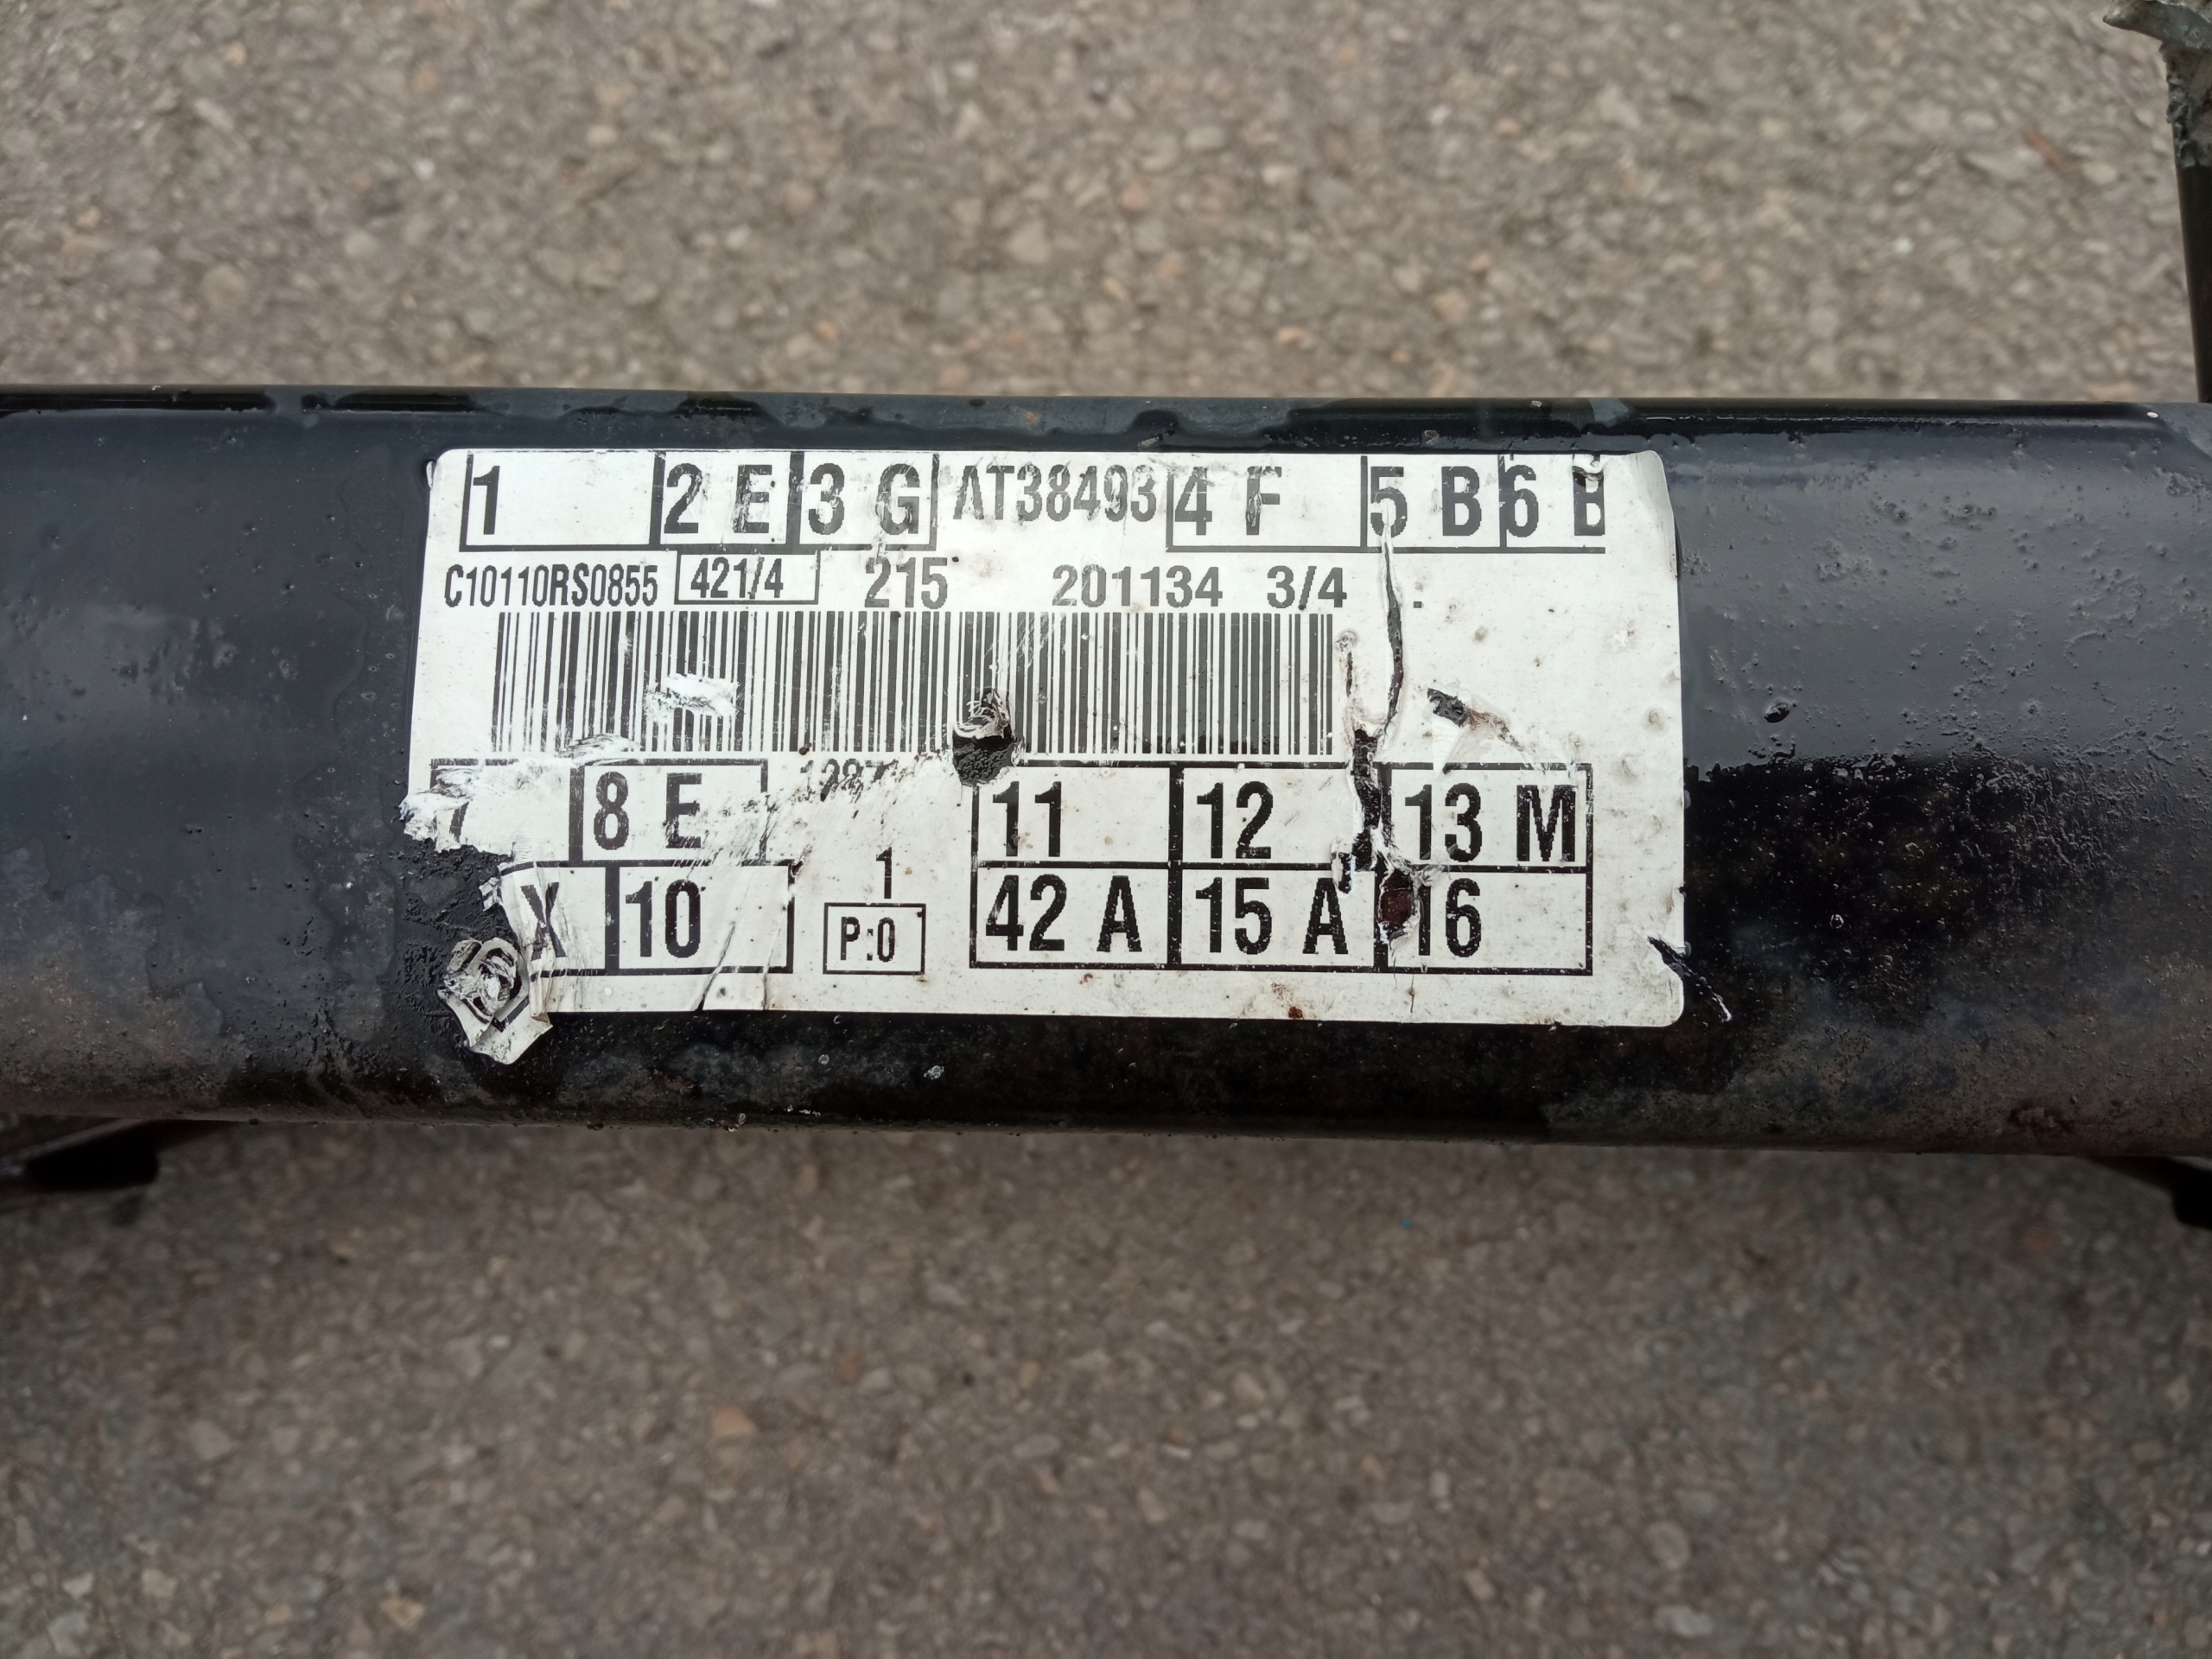 1 2 E 3 G AT38493 4 F 5 B 6 B
C10110RS0855 421/4 215 201134 3/4 .
7 8 E 11 12 13 M
X 10 1 42 A 15 A 16
P:0